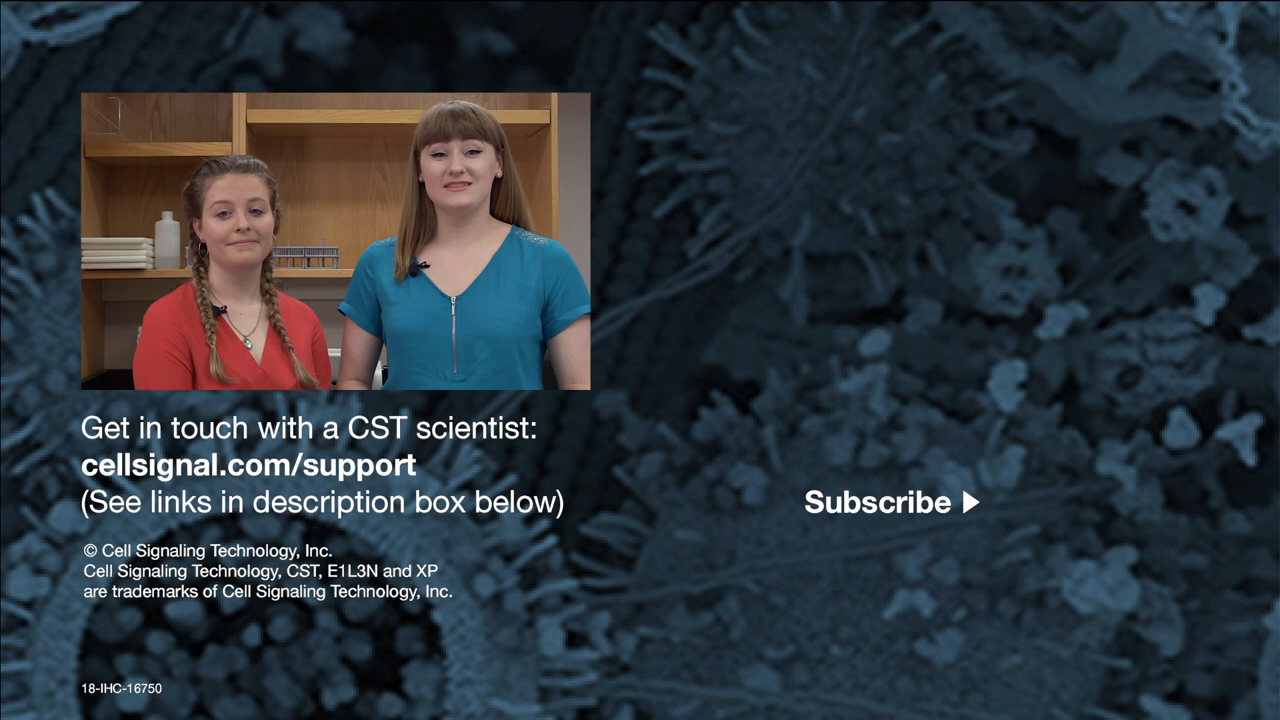 Get in touch with a CST scientist:
cellsignal.com/support
(See links in description box below)
Subscribe
© Cell Signaling Technology, Inc.
Cell Signaling Technology, CST, E1L3N and XP
are trademarks of Cell Signaling Technology, Inc.
18-IHC-16750